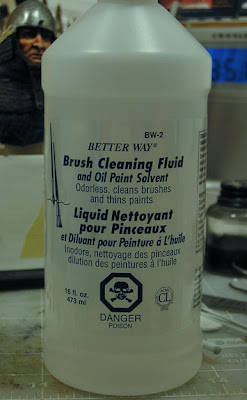 BW-2
BETTER WAY®
Brush Cleaning Fluid
and Oil Paint Solvent
Odorless, cleans brushes
and thins paints
Liquid Nettoyant
pour Pinceaux
et Diluant pour Peinture á L'huile
Inodore, nettoyage des pinceaux
dilution des peintures á l'huile
16 fl. oz.
473 ml
DANGER
POISON
CL